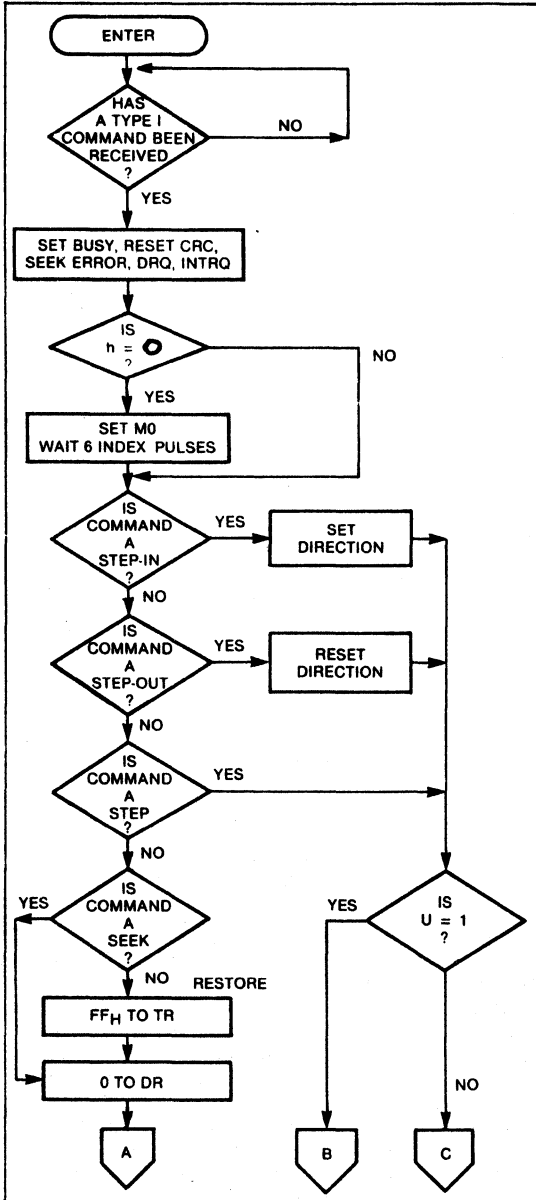 ENTER
HAS
A TYPE I
COMMAND BEEN
RECEIVED
?
NO
YES
SET BUSY, RESET CRC,
SEEK ERROR, DRQ, INTRQ
IS
h = 0
?
NO
YES
SET M0
WAIT 6 INDEX PULSES
IS
COMMAND
A
STEP-IN
?
YES
SET
DIRECTION
NO
IS
COMMAND
A
STEP-OUT
?
YES
RESET
DIRECTION
NO
IS
COMMAND
A
STEP
?
YES
NO
IS
COMMAND
A
SEEK
?
YES
IS
U = 1
?
YES
NO
RESTORE
FFH TO TR
0 TO DR
NO
A
B
C